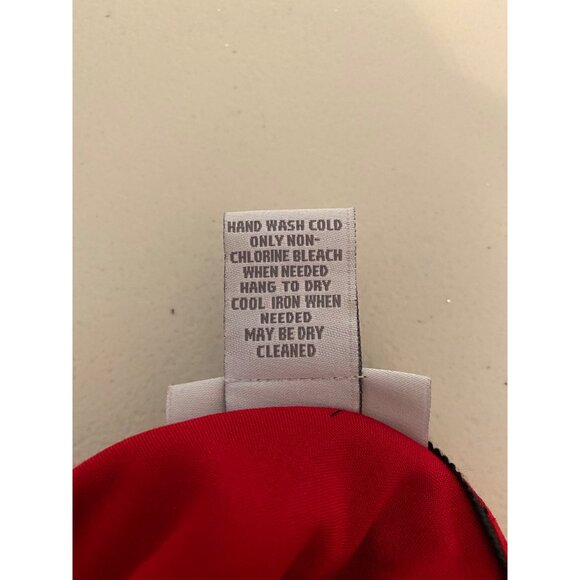 HAND WASH COLD
ONLY NON-
CHLORINE BLEACH
WHEN NEEDED
HANG TO DRY
COOL IRON WHEN
NEEDED
MAY BE DRY
CLEANED